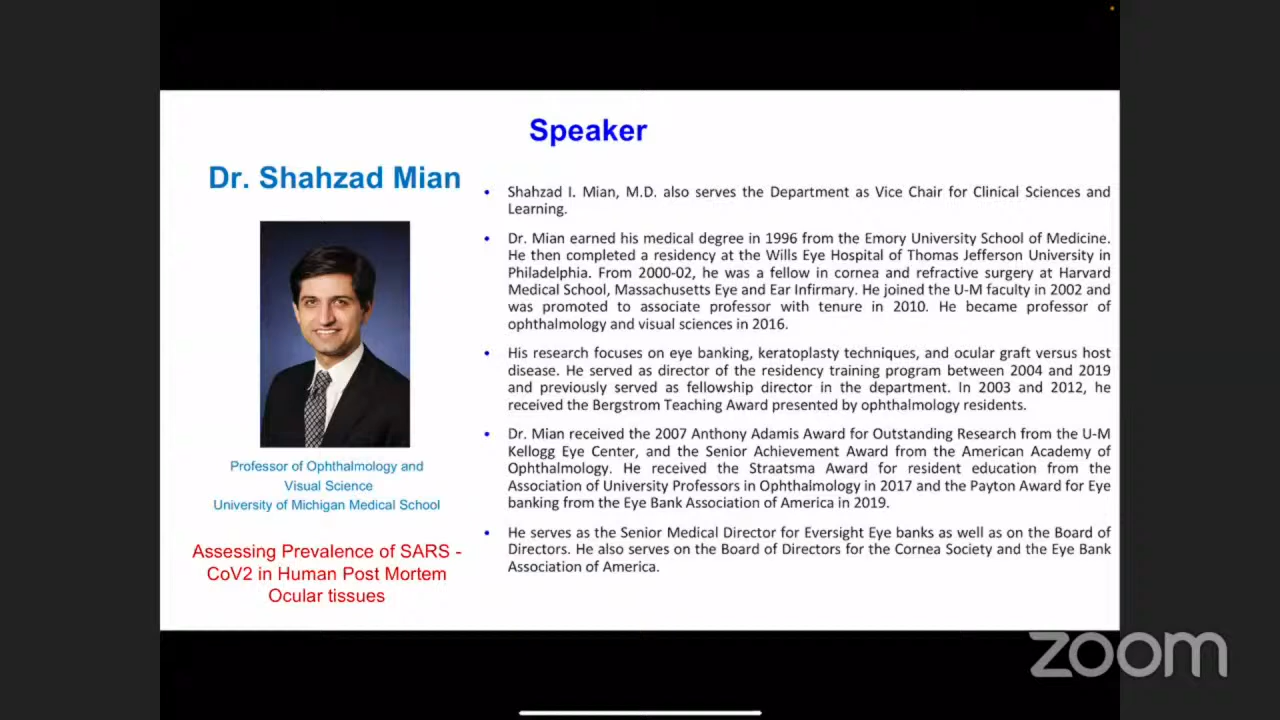 Speaker
Dr. Shahzad Mian
Professor of Ophthalmology and
Visual Science
University of Michigan Medical School
Assessing Prevalence of SARS -
CoV2 in Human Post Mortem
Ocular tissues
• Shahzad I. Mian, M.D. also serves the Department as Vice Chair for Clinical Sciences and
Learning.
• Dr. Mian earned his medical degree in 1996 from the Emory University School of Medicine.
He then completed a residency at the Wills Eye Hospital of Thomas Jefferson University in
Philadelphia. From 2000-02, he was a fellow in cornea and refractive surgery at Harvard
Medical School, Massachusetts Eye and Ear Infirmary. He joined the U-M faculty in 2002 and
was promoted to associate professor with tenure in 2010. He became professor of
ophthalmology and visual sciences in 2016.
• His research focuses on eye banking, keratoplasty techniques, and ocular graft versus host
disease. He served as director of the residency training program between 2004 and 2019
and previously served as fellowship director in the department. In 2003 and 2012, he
received the Bergstrom Teaching Award presented by ophthalmology residents.
• Dr. Mian received the 2007 Anthony Adamis Award for Outstanding Research from the U-M
Kellogg Eye Center, and the Senior Achievement Award from the American Academy of
Ophthalmology. He received the Straatsma Award for resident education from the
Association of University Professors in Ophthalmology in 2017 and the Payton Award for Eye
banking from the Eye Bank Association of America in 2019.
• He serves as the Senior Medical Director for Eversight Eye banks as well as on the Board of
Directors. He also serves on the Board of Directors for the Cornea Society and the Eye Bank
Association of America.
zoom